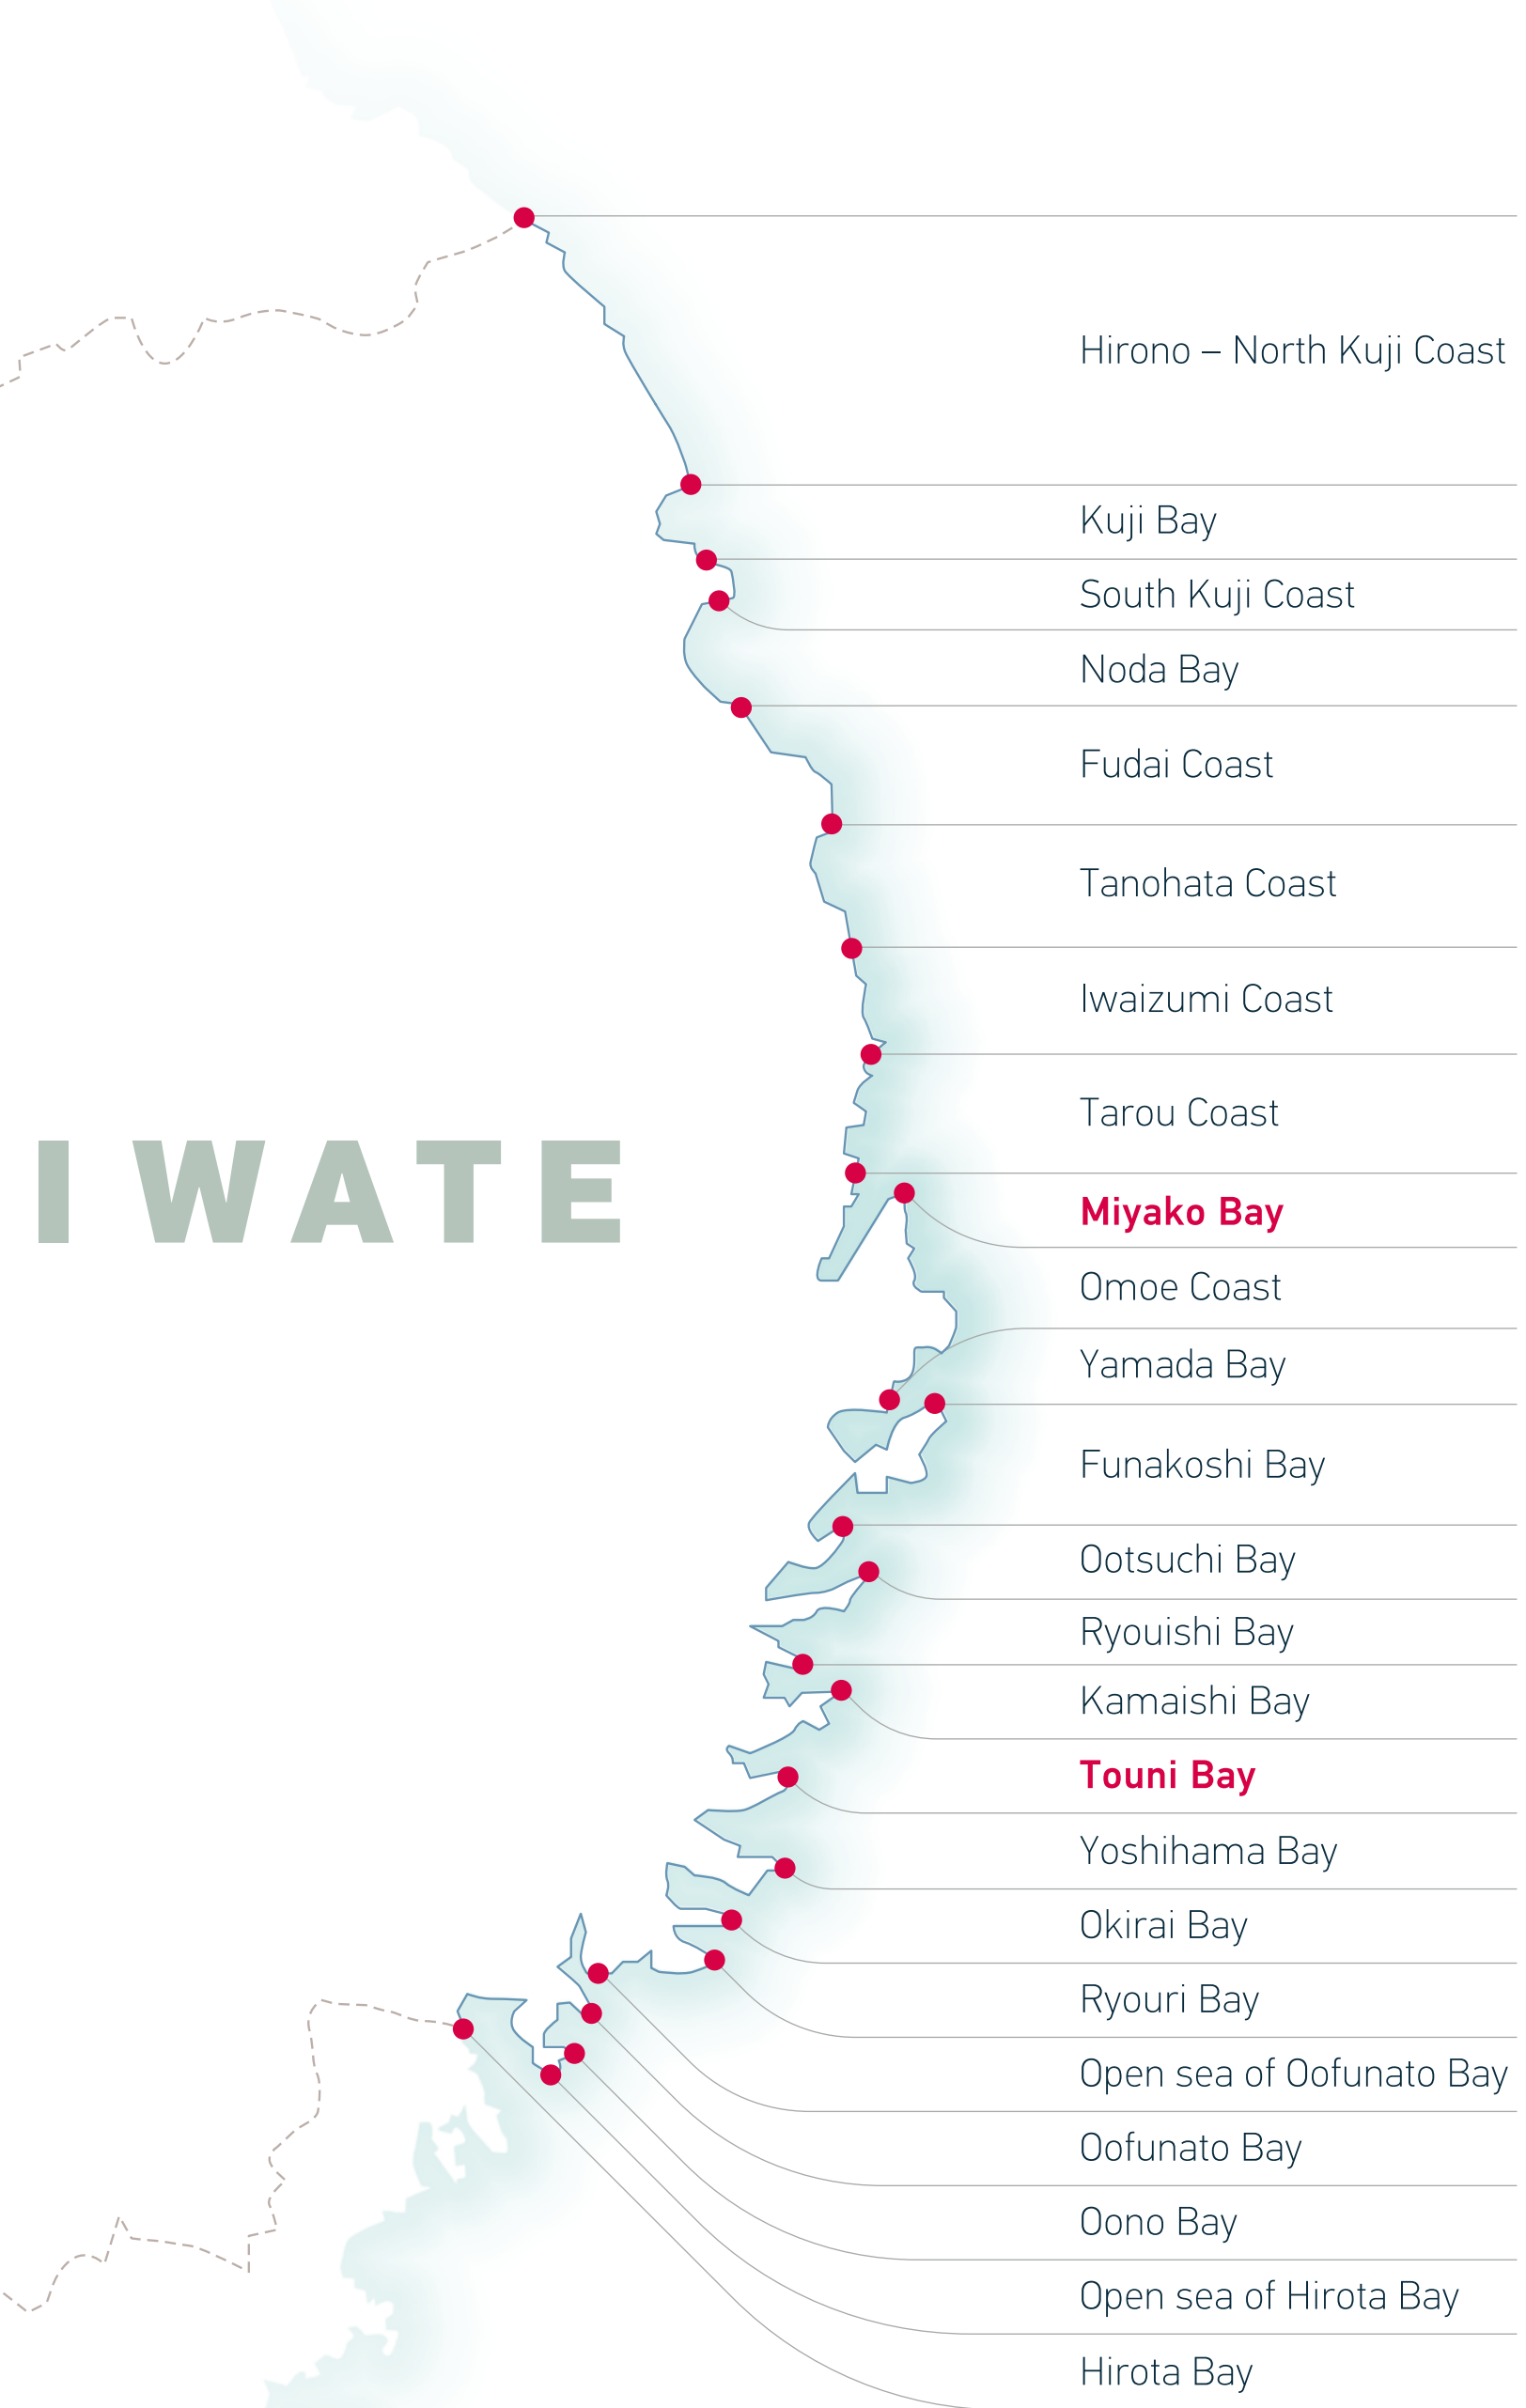 Hirono – North Kuji Coast
Kuji Bay
South Kuji Coast
Noda Bay
Fudai Coast
Tanohata Coast
Iwaizumi Coast
Tarou Coast
IWATE
Miyako Bay
Omoe Coast
Yamada Bay
Funakoshi Bay
Ootsuchi Bay
Ryouishi Bay
Kamaishi Bay
Touni Bay
Yoshihama Bay
Okirai Bay
Ryouri Bay
Open sea of Oofunato Bay
Oofunato Bay
Oono Bay
Open sea of Hirota Bay
Hirota Bay